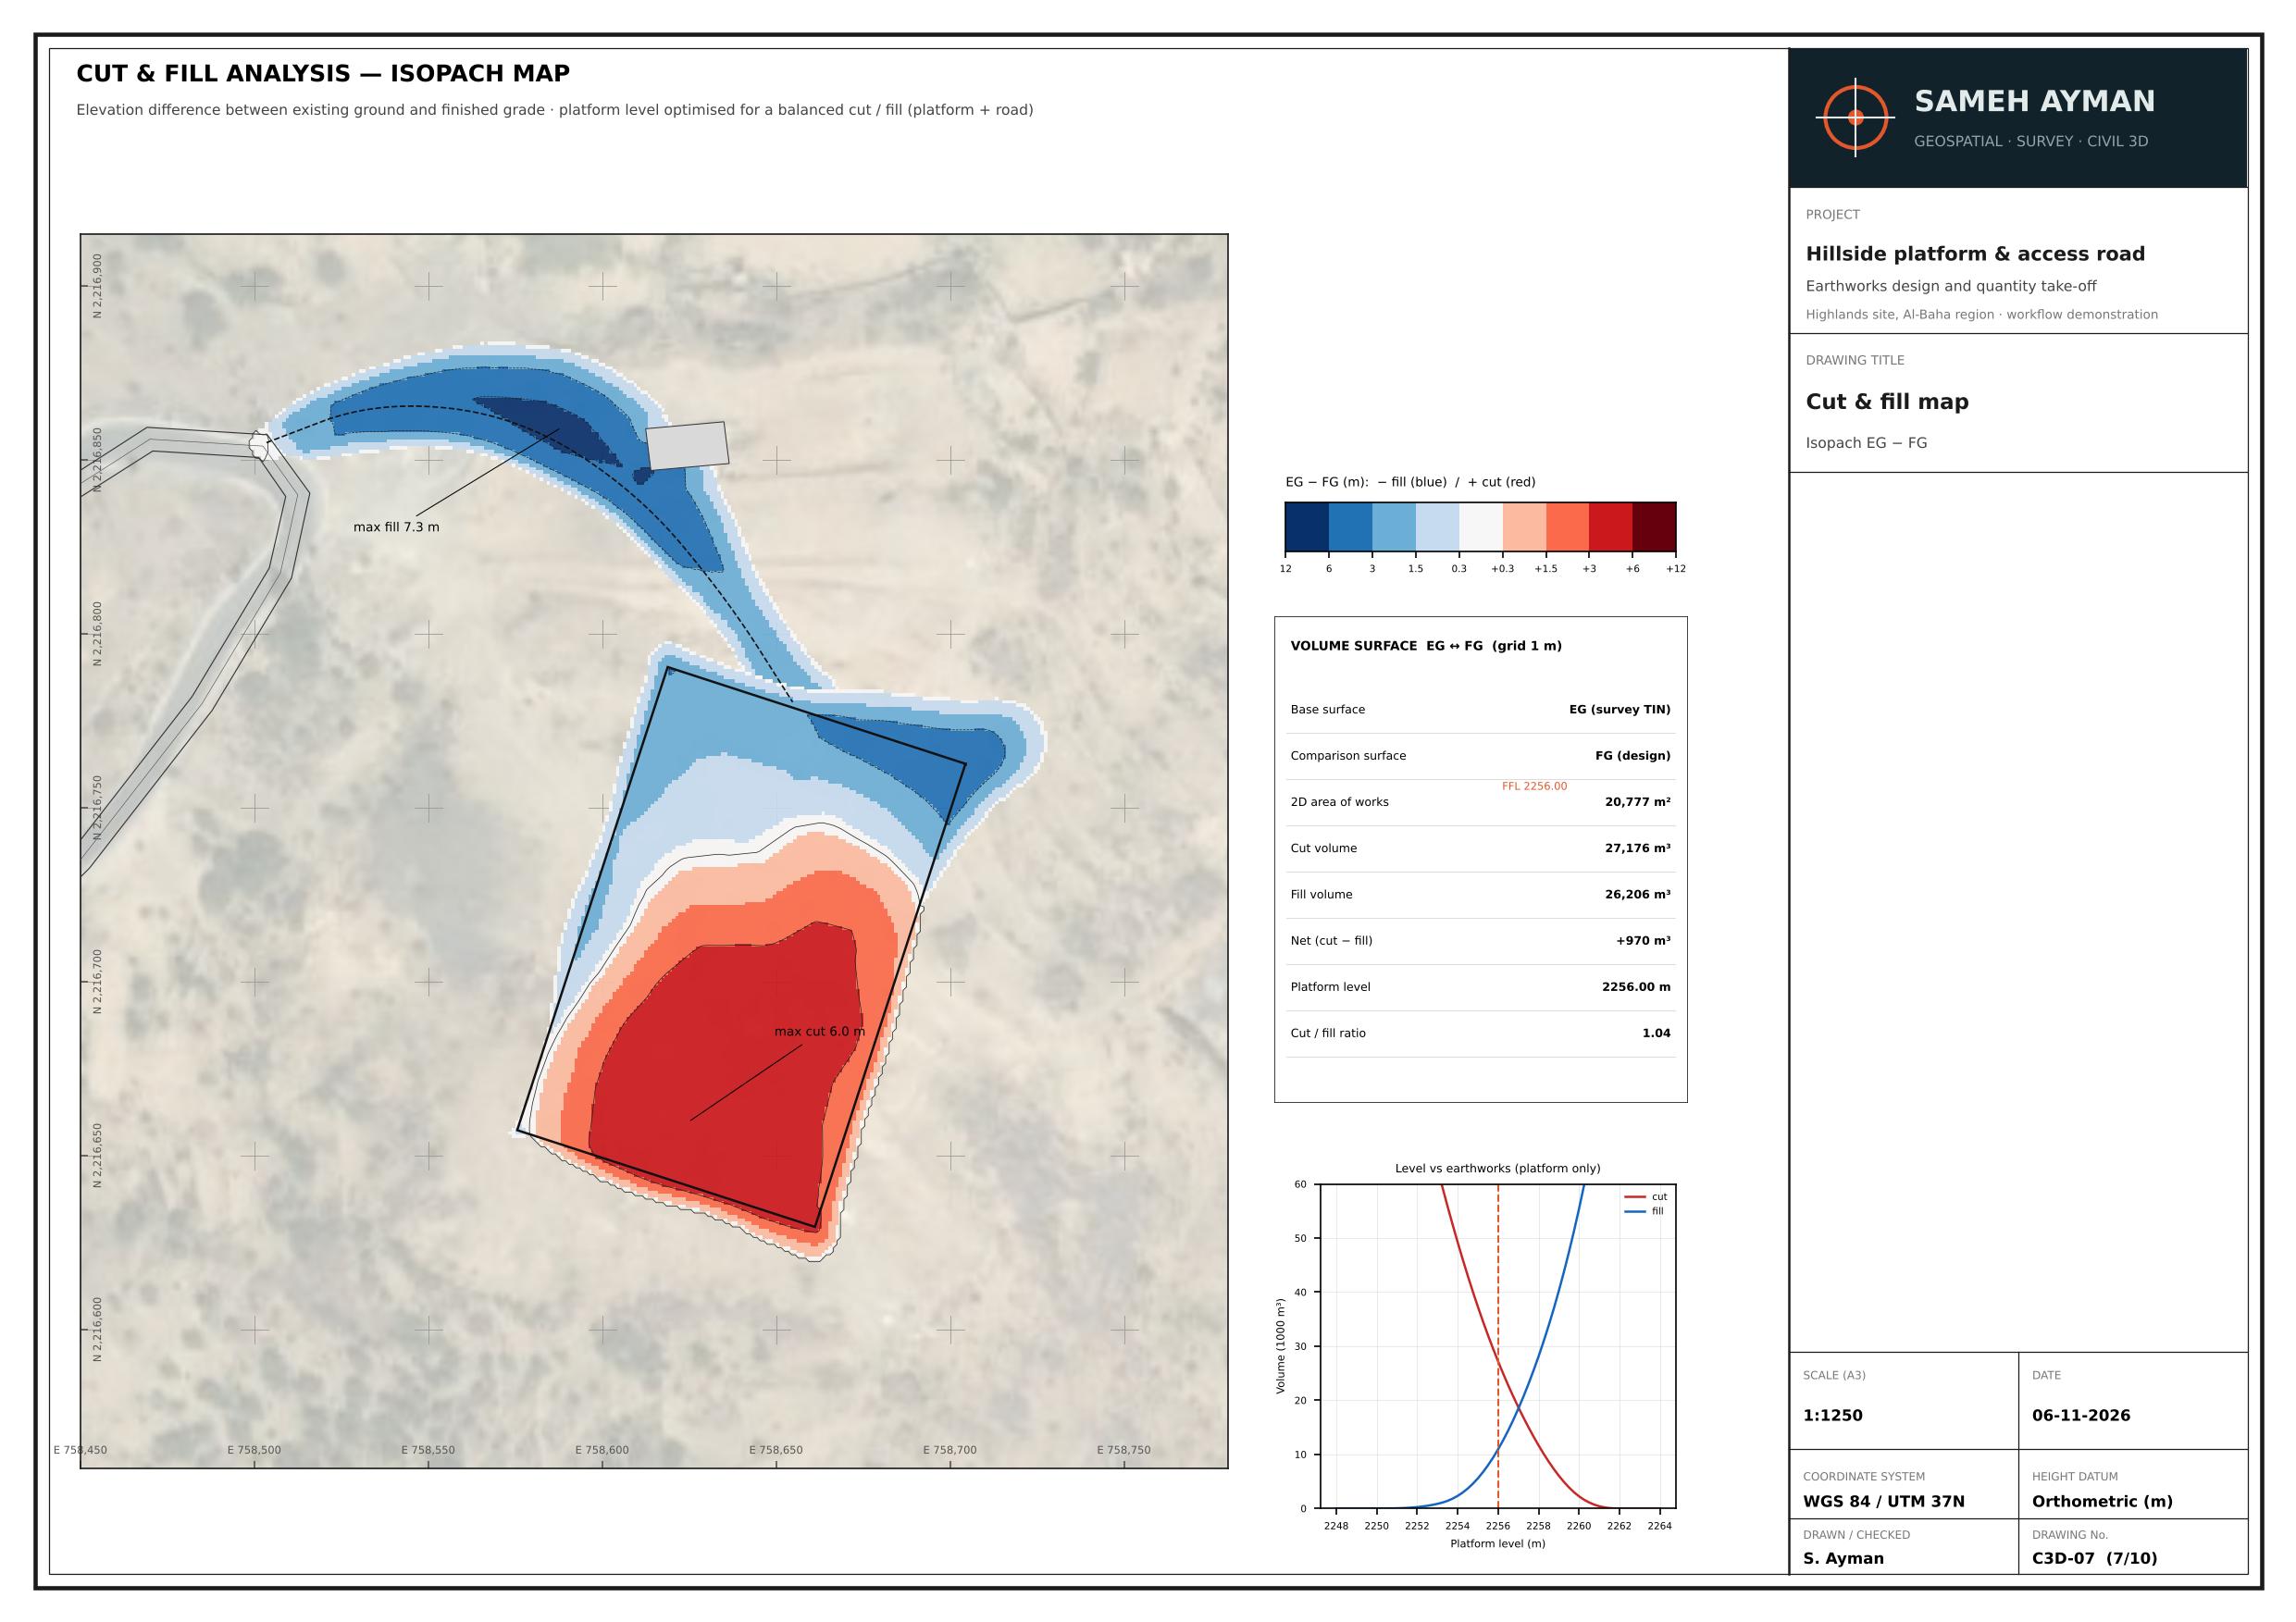 CUT & FILL ANALYSIS — ISOPACH MAP
Elevation difference between existing ground and finished grade · platform level optimised for a balanced cut / fill (platform + road)
N 2,216,900
N 2,216,850
N 2,216,800
N 2,216,750
N 2,216,700
N 2,216,650
N 2,216,600
max fill 7.3 m
max cut 6.0 m
E 758,450
E 758,500
E 758,550
E 758,600
E 758,650
E 758,700
E 758,750
EG − FG (m):  − fill (blue)  /  + cut (red)
12 6 3 1.5 0.3 +0.3 +1.5 +3 +6 +12
VOLUME SURFACE  EG ↔ FG  (grid 1 m)
Base surface EG (survey TIN)
Comparison surface FG (design)
FFL 2256.00
2D area of works 20,777 m²
Cut volume 27,176 m³
Fill volume 26,206 m³
Net (cut − fill) +970 m³
Platform level 2256.00 m
Cut / fill ratio 1.04
Level vs earthworks (platform only)
cut
fill
60
50
40
30
20
10
0
Volume (1000 m³)
2248 2250 2252 2254 2256 2258 2260 2262 2264
Platform level (m)
SAMEH AYMAN
GEOSPATIAL · SURVEY · CIVIL 3D
PROJECT
Hillside platform & access road
Earthworks design and quantity take-off
Highlands site, Al-Baha region · workflow demonstration
DRAWING TITLE
Cut & fill map
Isopach EG − FG
SCALE (A3)
1:1250
DATE
06-11-2026
COORDINATE SYSTEM
WGS 84 / UTM 37N
HEIGHT DATUM
Orthometric (m)
DRAWN / CHECKED
S. Ayman
DRAWING No.
C3D-07  (7/10)